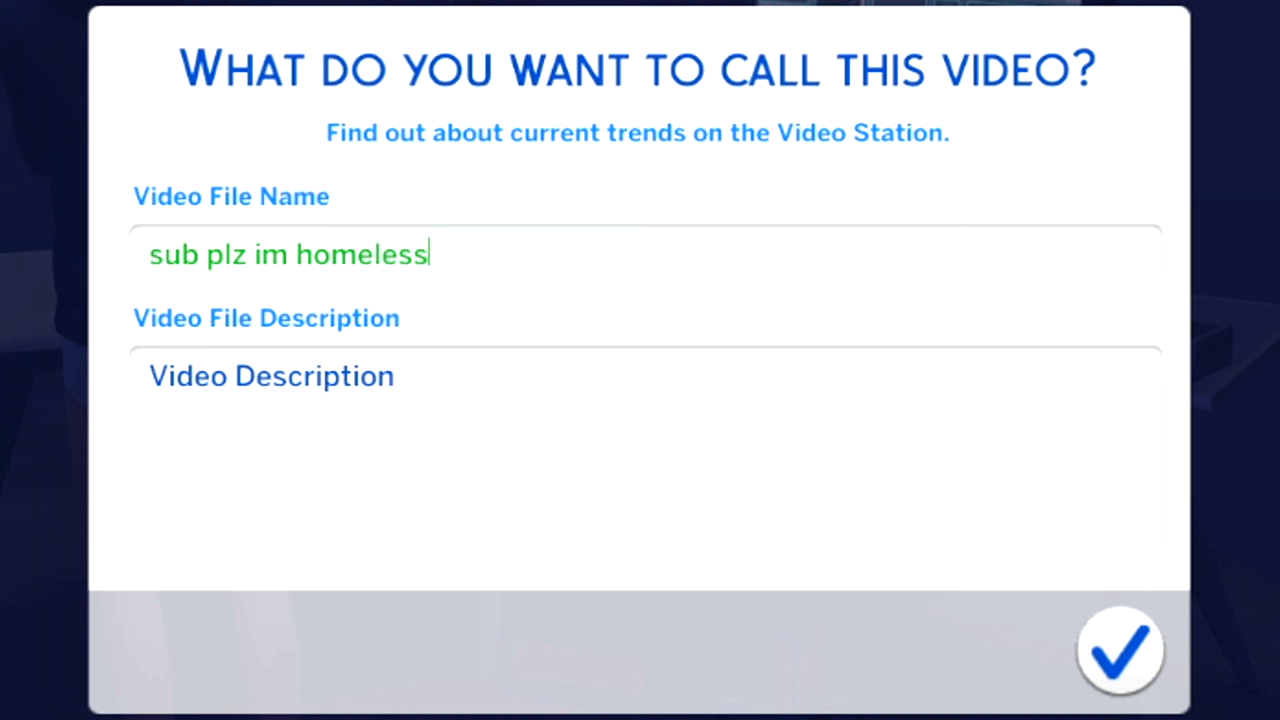 What do you want to call this video?
Find out about current trends on the Video Station.
Video File Name
sub plz im homeless
Video File Description
Video Description